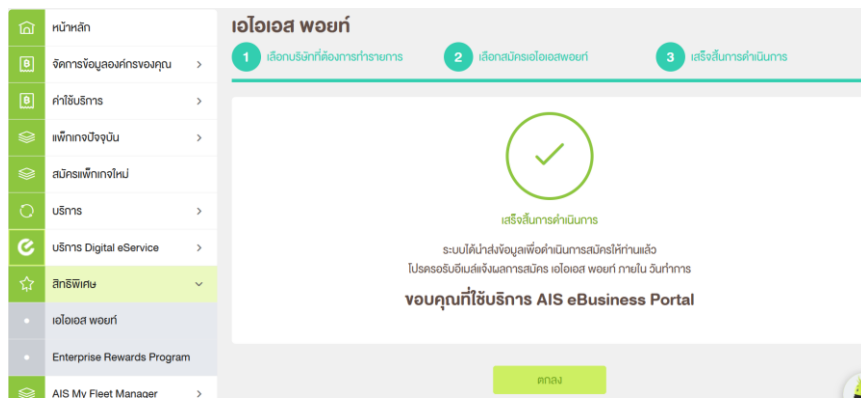 หน้าหลัก
จัดการข้อมูลองค์กรของคุณ
ค่าใช้บริการ
แพ็กเกจปัจจุบัน
สมัครแพ็กเกจใหม่
บริการ
บริการ Digital eService
สิทธิพิเศษ
เอไอเอส พอยท์
Enterprise Rewards Program
AIS My Fleet Manager
เอไอเอส พอยท์
1 เลือกบริษัทที่ต้องการทำรายการ
2 เลือกสมัครเอไอเอสพอยท์
3 เสร็จสิ้นการดำเนินการ
เสร็จสิ้นการดำเนินการ
ระบบได้นำส่งข้อมูลเพื่อดำเนินการสมัครให้ท่านแล้ว
โปรดรอรับอีเมล์แจ้งผลการสมัคร เอไอเอส พอยท์ ภายใน วันทำการ
ขอบคุณที่ใช้บริการ AIS eBusiness Portal
ตกลง